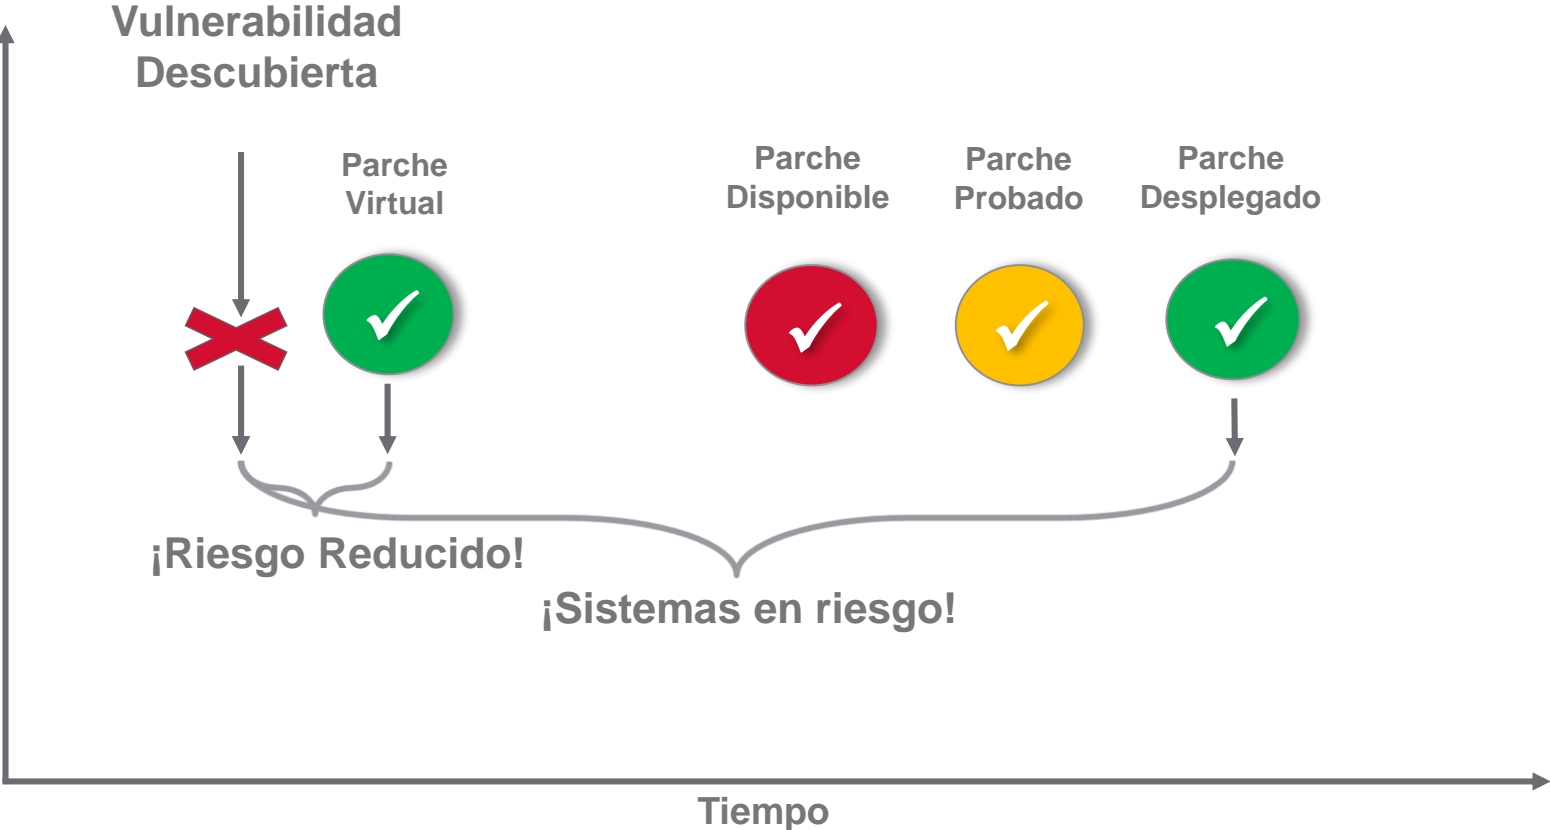 Vulnerabilidad
Descubierta
Parche
Virtual
Parche
Disponible
Parche
Probado
Parche
Desplegado
¡Riesgo Reducido!
¡Sistemas en riesgo!
Tiempo